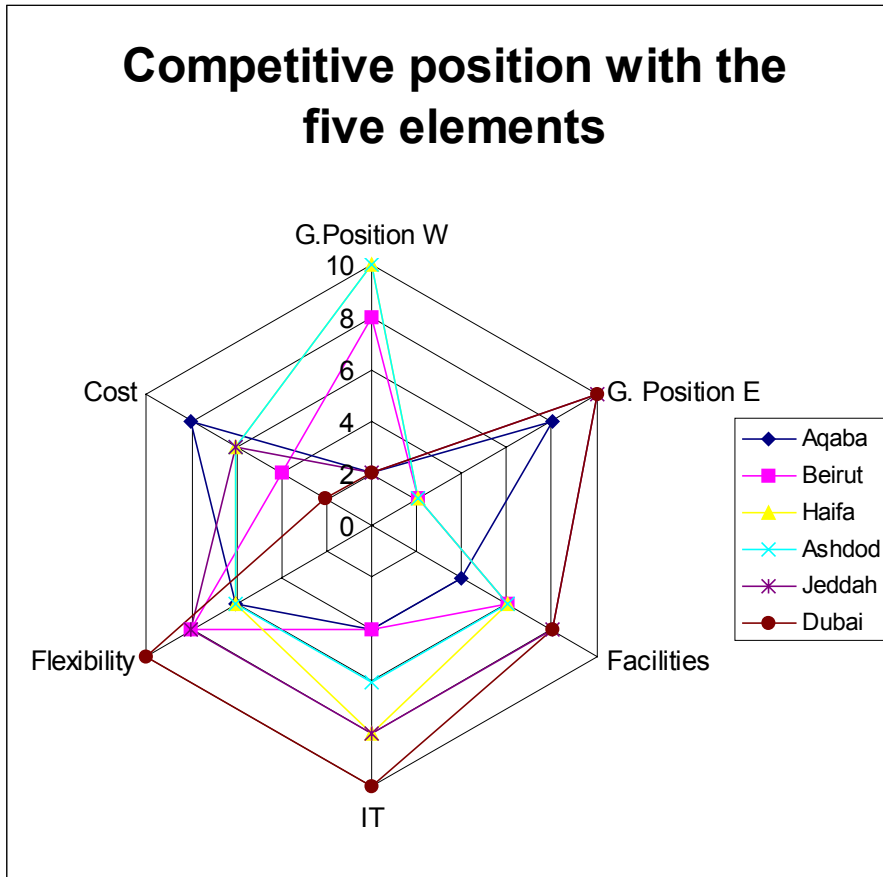 Competitive position with the
five elements
G.Position W
10
8
6
4
2
0
G. Position E
Facilities
IT
Flexibility
Cost
Aqaba
Beirut
Haifa
Ashdod
Jeddah
Dubai